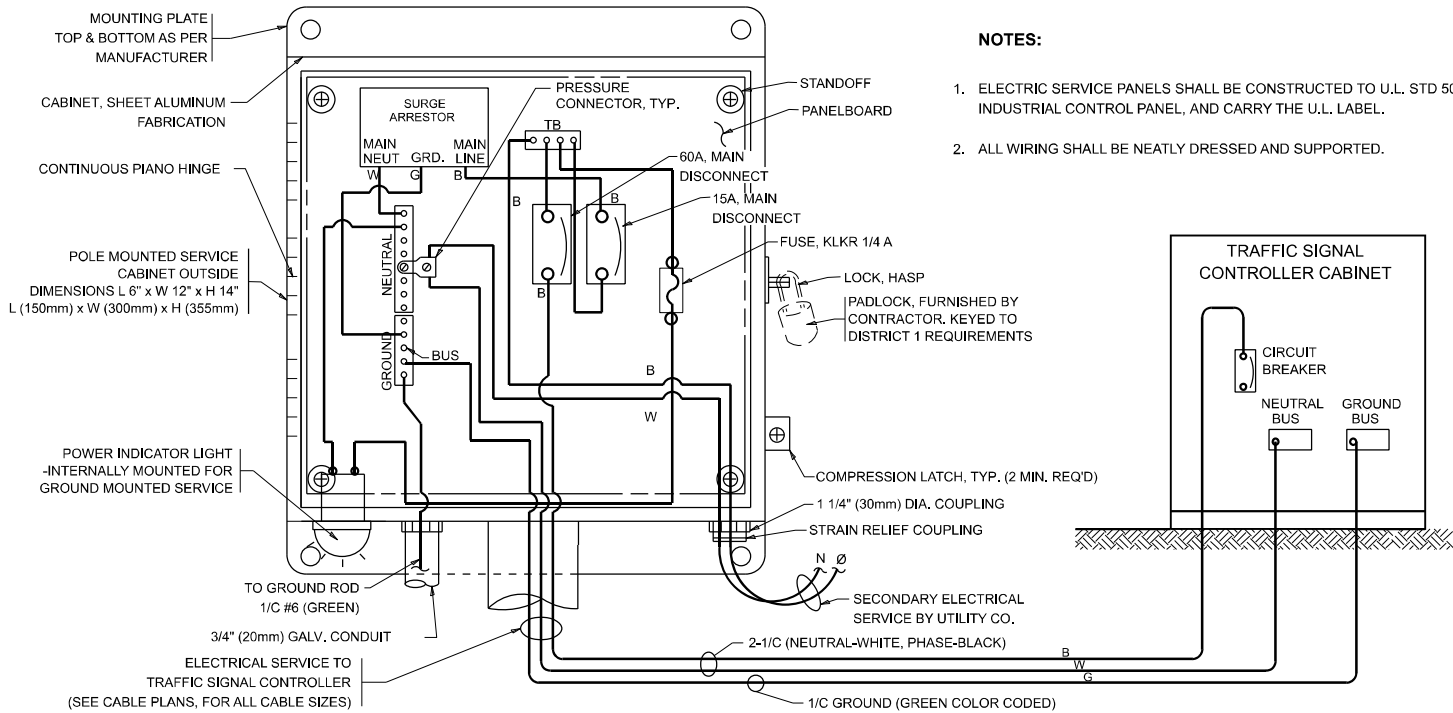 MOUNTING PLATE
TOP & BOTTOM AS PER
MANUFACTURER
CABINET, SHEET ALUMINUM
FABRICATION
CONTINUOUS PIANO HINGE
POLE MOUNTED SERVICE
CABINET OUTSIDE
DIMENSIONS L 6" x W 12" x H 14"
L (150mm) x W (300mm) x H (355mm)
POWER INDICATOR LIGHT
-INTERNALLY MOUNTED FOR
GROUND MOUNTED SERVICE
TO GROUND ROD
1/C #6 (GREEN)
3/4" (20mm) GALV. CONDUIT
ELECTRICAL SERVICE TO
TRAFFIC SIGNAL CONTROLLER
(SEE CABLE PLANS, FOR ALL CABLE SIZES)
SURGE
ARRESTOR
MAIN
NEUT
GRD.
MAIN
LINE
W
G
B
PRESSURE
CONNECTOR, TYP.
TB
NEUTRAL
GROUND
BUS
B
B
B
B
W
STANDOFF
PANELBOARD
60A, MAIN
DISCONNECT
15A, MAIN
DISCONNECT
FUSE, KLKR 1/4 A
LOCK, HASP
PADLOCK, FURNISHED BY
CONTRACTOR. KEYED TO
DISTRICT 1 REQUIREMENTS
COMPRESSION LATCH, TYP. (2 MIN. REQ'D)
1 1/4" (30mm) DIA. COUPLING
STRAIN RELIEF COUPLING
N Ø
SECONDARY ELECTRICAL
SERVICE BY UTILITY CO.
2-1/C (NEUTRAL-WHITE, PHASE-BLACK)
B
W
G
1/C GROUND (GREEN COLOR CODED)
NOTES:
1. ELECTRIC SERVICE PANELS SHALL BE CONSTRUCTED TO U.L. STD 50
INDUSTRIAL CONTROL PANEL, AND CARRY THE U.L. LABEL.
2. ALL WIRING SHALL BE NEATLY DRESSED AND SUPPORTED.
TRAFFIC SIGNAL
CONTROLLER CABINET
CIRCUIT
BREAKER
NEUTRAL
BUS
GROUND
BUS